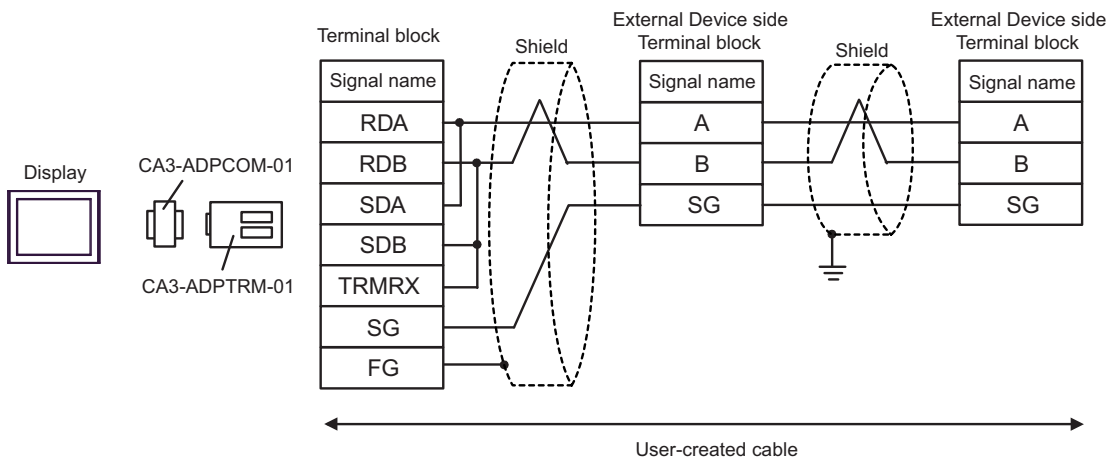 Display
CA3-ADPCOM-01
CA3-ADPTRM-01
Terminal block
Signal name
RDA
RDB
SDA
SDB
TRMRX
SG
FG
Shield
External Device side
Terminal block
Signal name
A
B
SG
Shield
External Device side
Terminal block
Signal name
A
B
SG
User-created cable